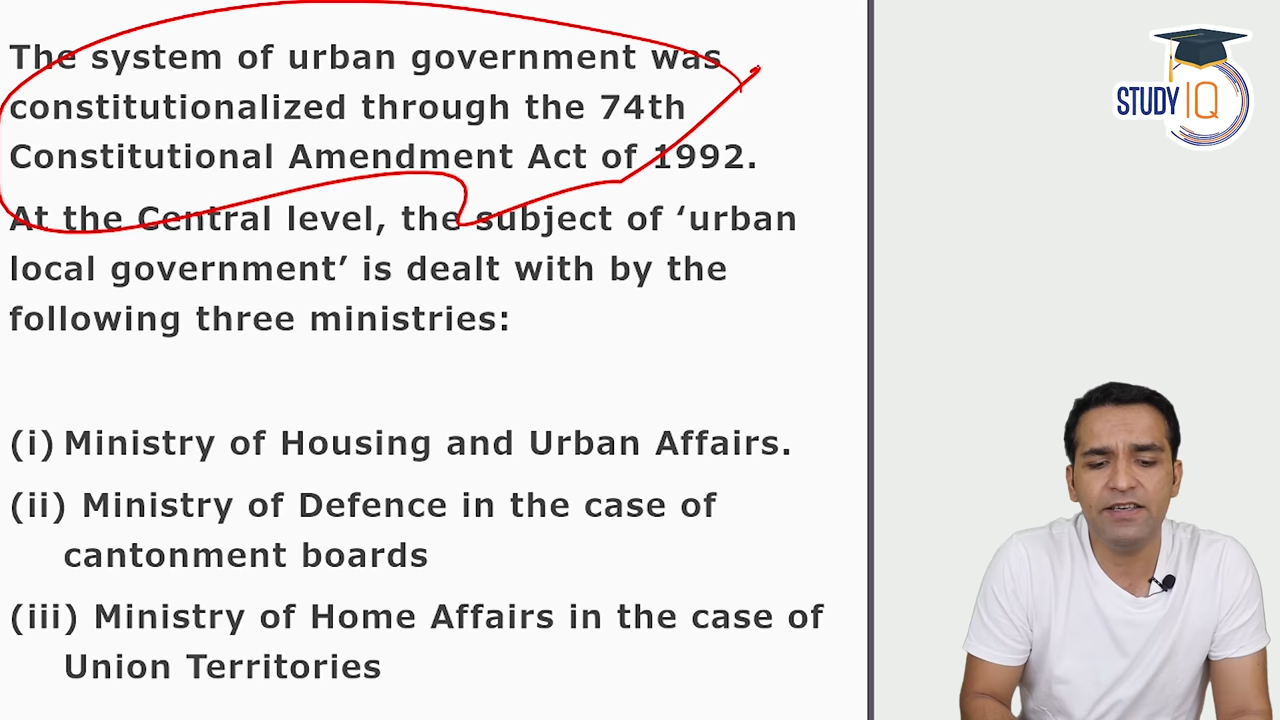 The system of urban government was
constitutionalized through the 74th
Constitutional Amendment Act of 1992.
At the Central level, the subject of ‘urban
local government’ is dealt with by the
following three ministries:
(i) Ministry of Housing and Urban Affairs.
(ii) Ministry of Defence in the case of
cantonment boards
(iii) Ministry of Home Affairs in the case of
Union Territories
STUDY IQ